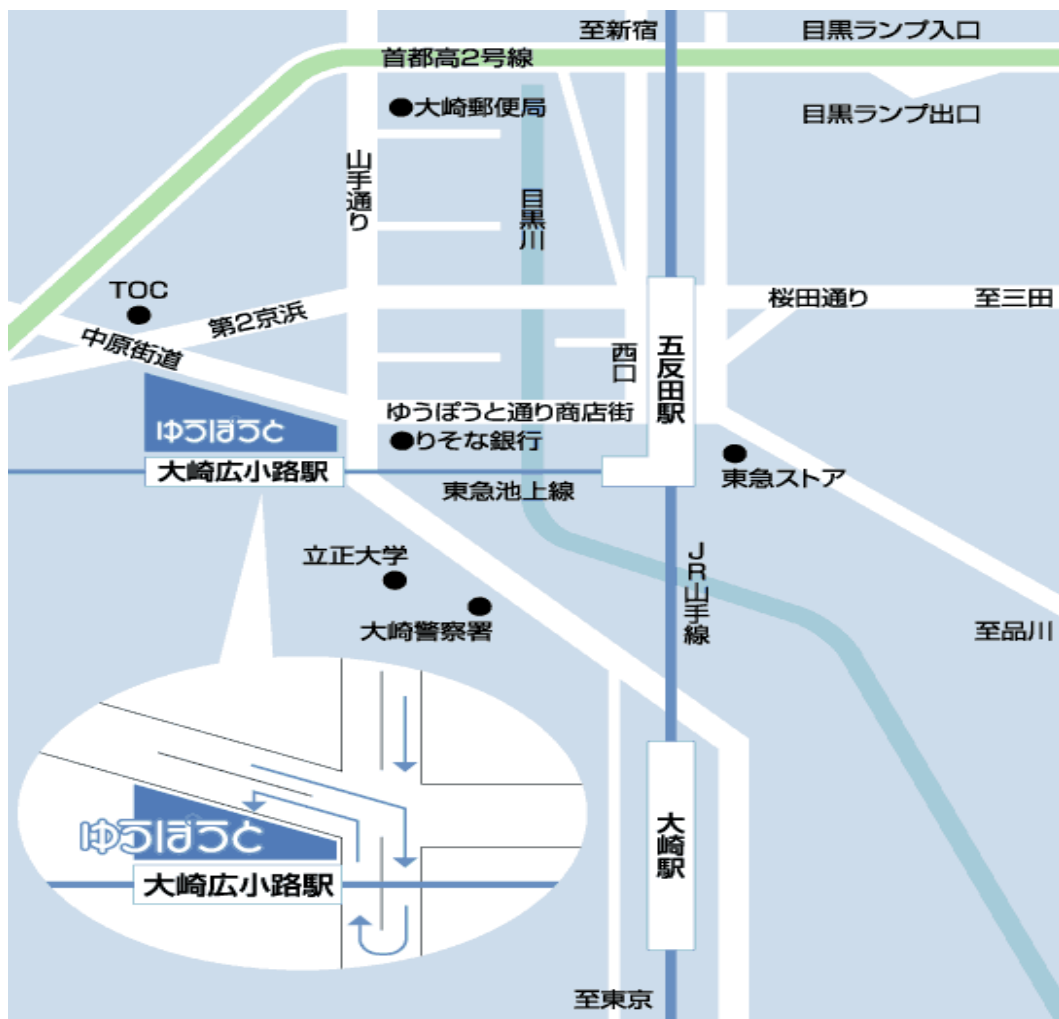 至新宿
目黒ランプ入口
首都高2号線
大崎郵便局
目黒ランプ出口
山手通り
目黒川
TOC
第2京浜
中原街道
桜田通り
至三田
西口
五反田駅
ゆうぽうと通り商店街
ゆうぽうと
りそな銀行
大崎広小路駅
東急池上線
東急ストア
立正大学
JR山手線
大崎警察署
至品川
ゆうぽうと
大崎広小路駅
大崎駅
至東京